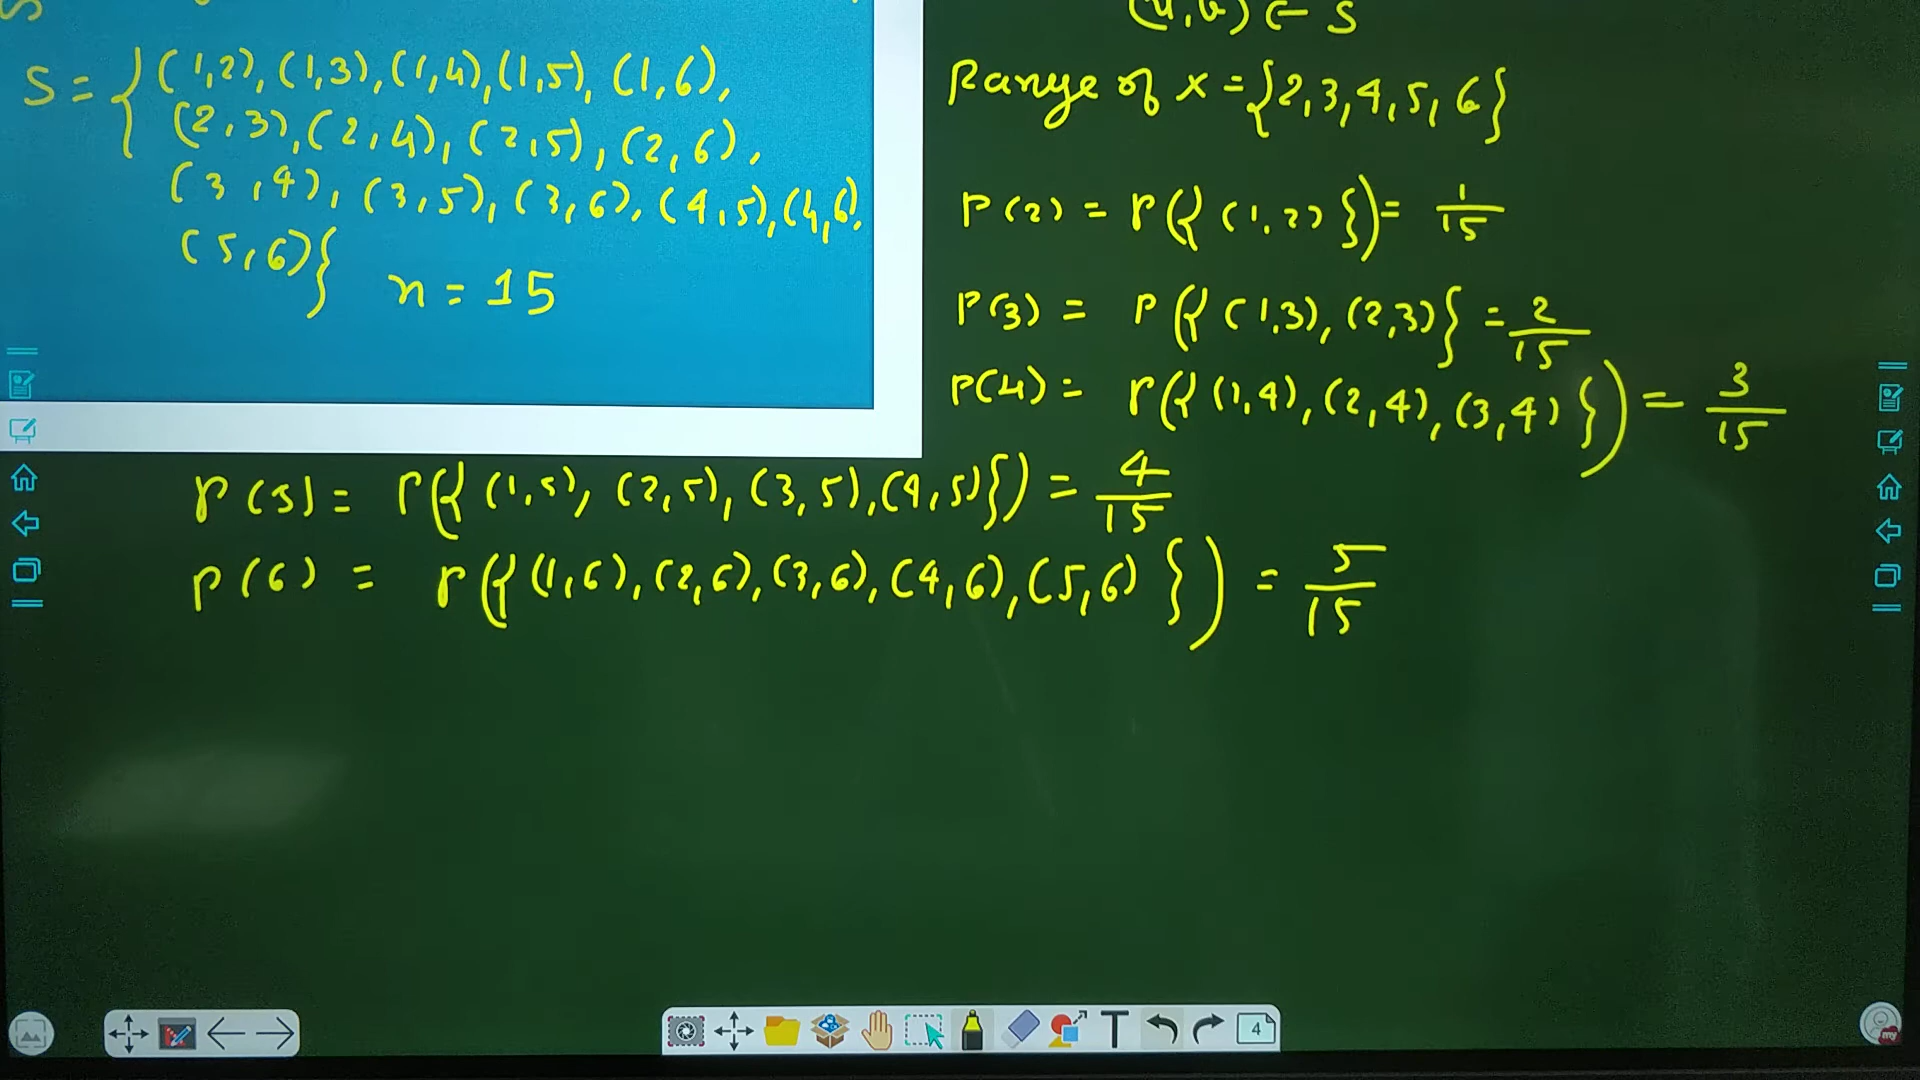 S = { (1,2), (1,3), (1,4), (1,5), (1,6),
(2,3), (2,4), (2,5), (2,6),
(3,4), (3,5), (3,6), (4,5), (4,6),
(5,6) } n = 15
∈ S
Range of x = {2,3,4,5,6}
P(2) = P({(1,2)}) = 1/15
P(3) = P({(1,3), (2,3)} = 2/15
P(4) = P({(1,4), (2,4), (3,4)}) = 3/15
P(5) = P({(1,5), (2,5), (3,5), (4,5)}) = 4/15
P(6) = P({(1,6), (2,6), (3,6), (4,6), (5,6)}) = 5/15
T 4
my